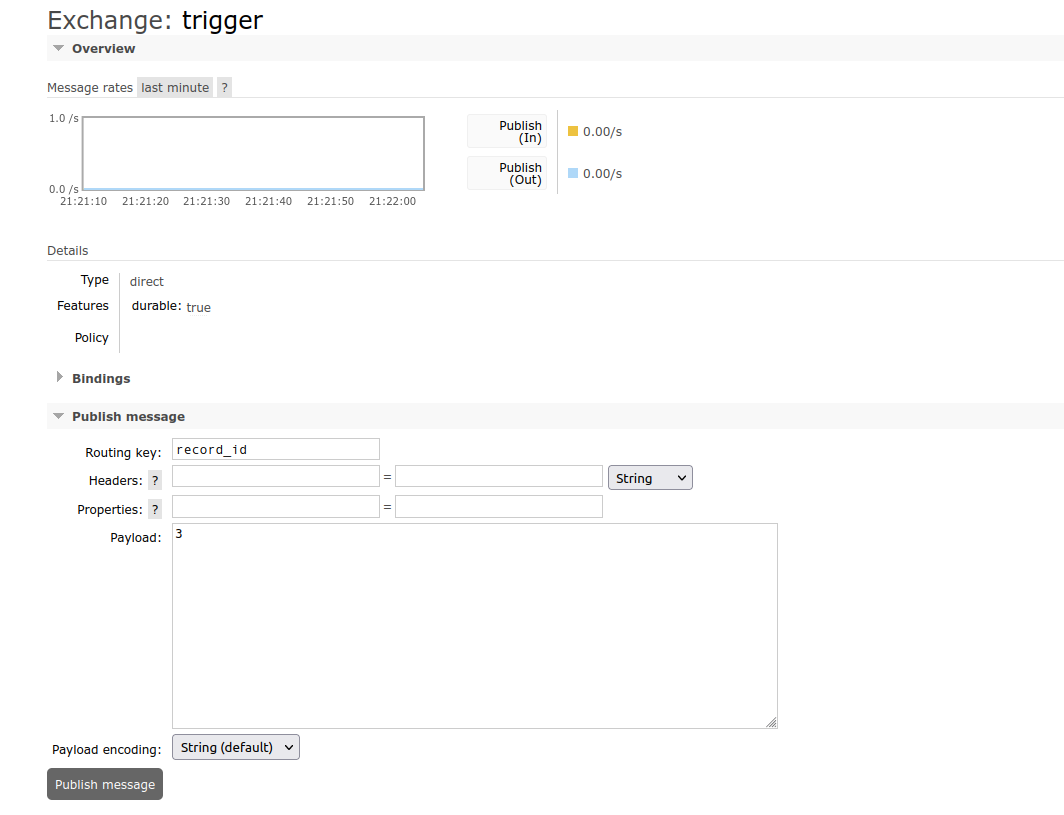 Exchange: trigger
Overview
Message rates last minute ?
1.0 /s
0.0 /s
21:21:10 21:21:20 21:21:30 21:21:40 21:21:50 21:22:00
Publish
(In)
0.00/s
Publish
(Out)
0.00/s
Details
Type direct
Features durable: true
Policy
Bindings
Publish message
Routing key: record_id
Headers: ? = String
Properties: ? =
Payload: 3
Payload encoding: String (default)
Publish message